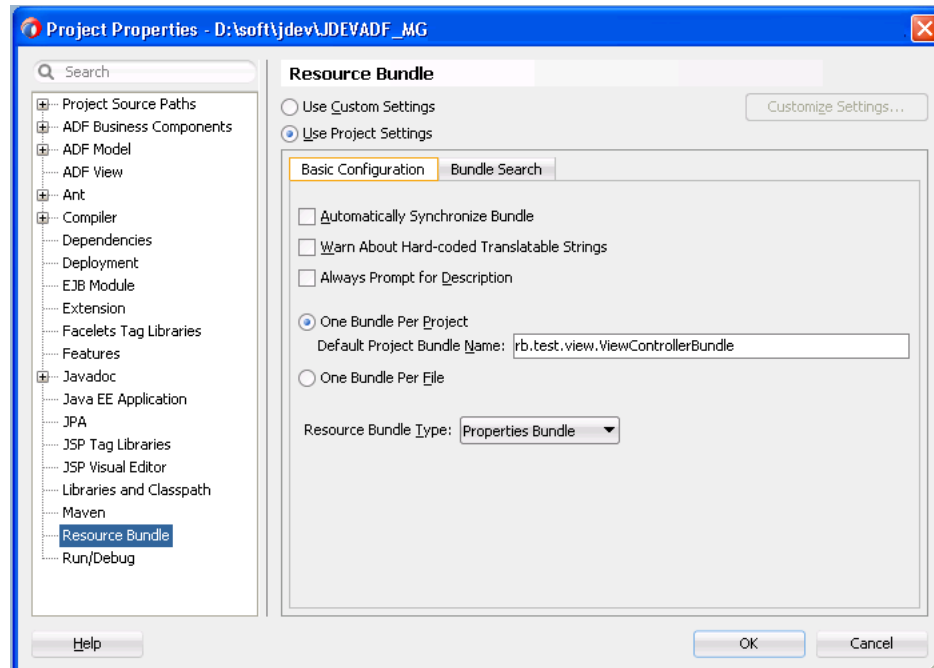 Project Properties - D:\soft\jdev\JDEVADF_MG
Search
Project Source Paths
ADF Business Components
ADF Model
ADF View
Ant
Compiler
Dependencies
Deployment
EJB Module
Extension
Facelets Tag Libraries
Features
Javadoc
Java EE Application
JPA
JSP Tag Libraries
JSP Visual Editor
Libraries and Classpath
Maven
Resource Bundle
Run/Debug
Resource Bundle
Use Custom Settings
Customize Settings...
Use Project Settings
Basic Configuration
Bundle Search
Automatically Synchronize Bundle
Warn About Hard-coded Translatable Strings
Always Prompt for Description
One Bundle Per Project
Default Project Bundle Name: rb.test.view.ViewControllerBundle
One Bundle Per File
Resource Bundle Type: Properties Bundle
Help
OK
Cancel